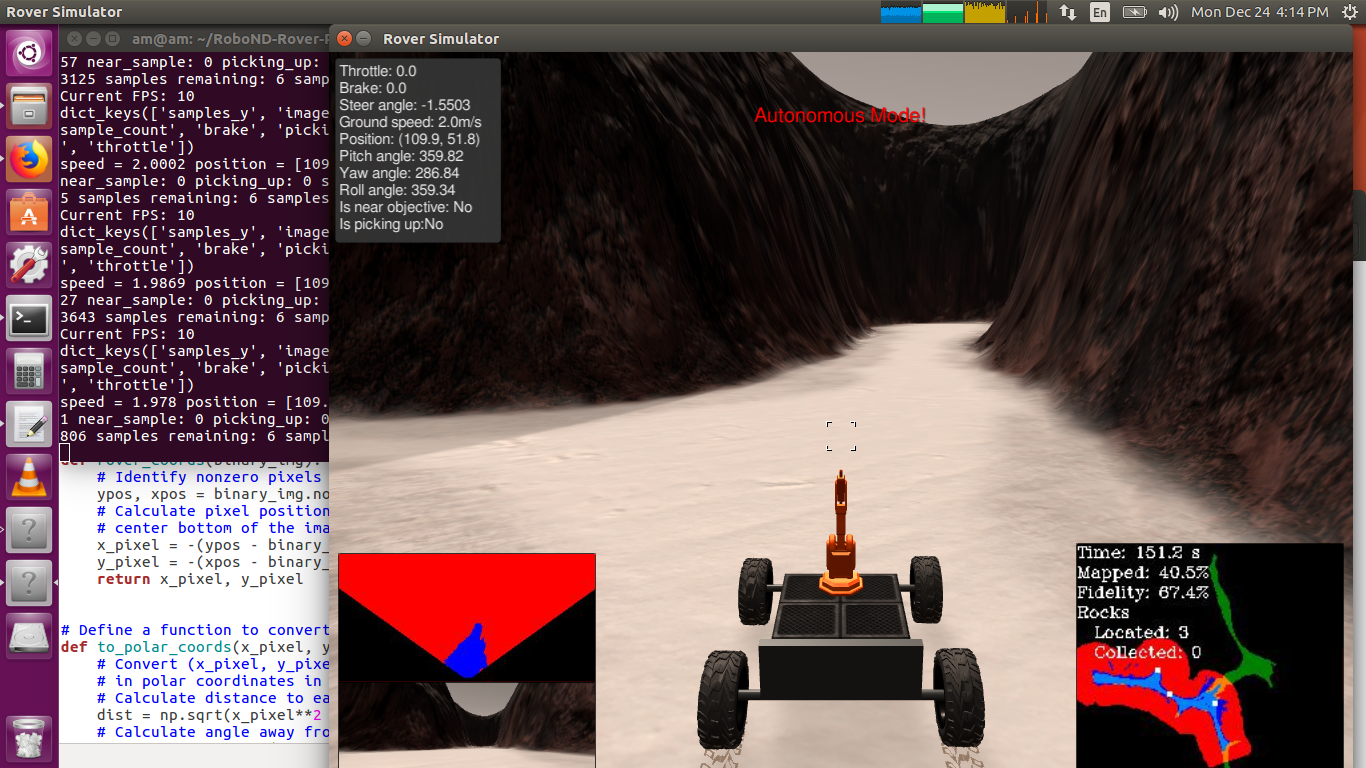 Rover Simulator
En
Mon Dec 24 4:14 PM
am@am: ~/RoboND-Rover-
Rover Simulator
57 near_sample: 0 picking_up:
3125 samples remaining: 6 samp
Current FPS: 10
dict_keys(['samples_y', 'image
sample_count', 'brake', 'picki
', 'throttle'])
speed = 2.0002 position = [109
near_sample: 0 picking_up: 0 s
5 samples remaining: 6 samples
Current FPS: 10
dict_keys(['samples_y', 'image
sample_count', 'brake', 'picki
', 'throttle'])
speed = 1.9869 position = [109
27 near_sample: 0 picking_up:
3643 samples remaining: 6 samp
Current FPS: 10
dict_keys(['samples_y', 'image
sample_count', 'brake', 'picki
', 'throttle'])
speed = 1.978 position = [109.
1 near_sample: 0 picking_up: 0
806 samples remaining: 6 sampl
def rover_coords(binary_img):
# Identify nonzero pixels
ypos, xpos = binary_img.no
# Calculate pixel position
# center bottom of the ima
x_pixel = -(ypos - binary_
y_pixel = -(xpos - binary_
return x_pixel, y_pixel
# Define a function to convert
def to_polar_coords(x_pixel, y
# Convert (x_pixel, y_pixe
# in polar coordinates in
# Calculate distance to ea
dist = np.sqrt(x_pixel**2
# Calculate angle away fro
Throttle: 0.0
Brake: 0.0
Steer angle: -1.5503
Ground speed: 2.0m/s
Position: (109.9, 51.8)
Pitch angle: 359.82
Yaw angle: 286.84
Roll angle: 359.34
Is near objective: No
Is picking up:No
Autonomous Mode!
Time: 151.2 s
Mapped: 40.5%
Fidelity: 67.4%
Rocks
Located: 3
Collected: 0